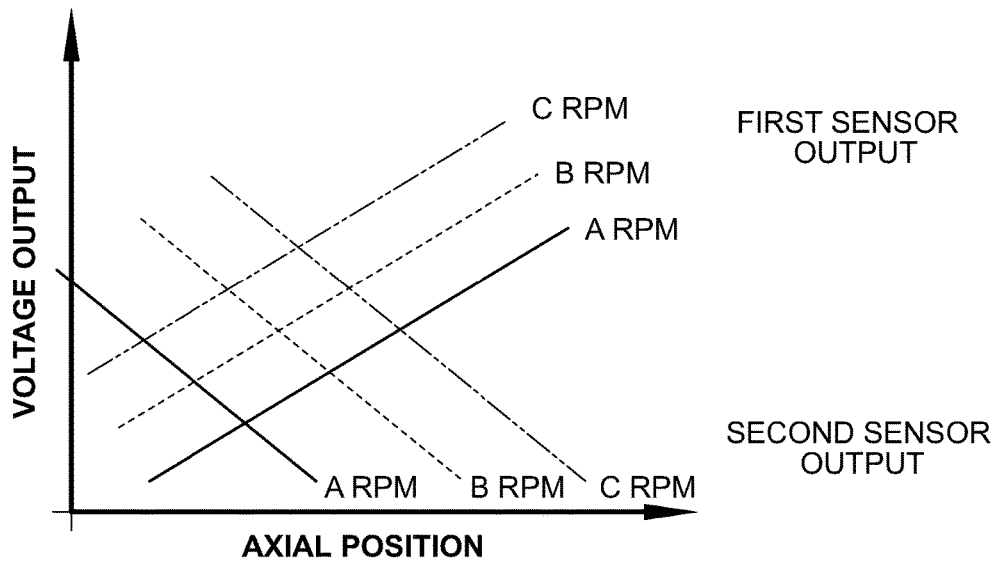 C RPM
FIRST SENSOR
OUTPUT
B RPM
A RPM
VOLTAGE OUTPUT
SECOND SENSOR
OUTPUT
A RPM
B RPM
C RPM
AXIAL POSITION